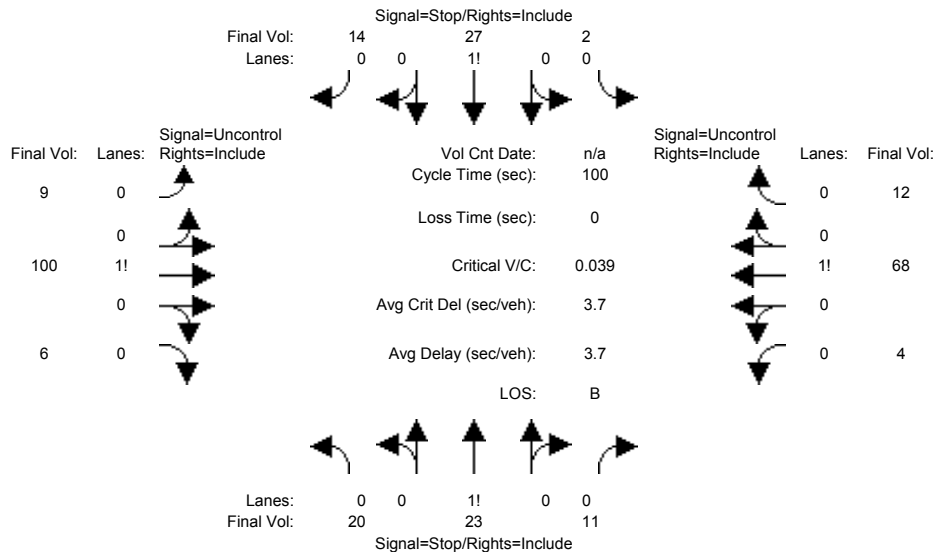 Signal=Stop/Rights=Include
Final Vol: 14 27 2
Lanes: 0 0 1! 0 0
Signal=Uncontrol
Final Vol: Lanes: Rights=Include
Vol Cnt Date: n/a
Signal=Uncontrol
Rights=Include Lanes: Final Vol:
Cycle Time (sec): 100
9 0
0 12
Loss Time (sec): 0
0
0
100 1!
Critical V/C: 0.039
1! 68
0
Avg Crit Del (sec/veh): 3.7
0
6 0
Avg Delay (sec/veh): 3.7
0 4
LOS: B
Lanes: 0 0 1! 0 0
Final Vol: 20 23 11
Signal=Stop/Rights=Include